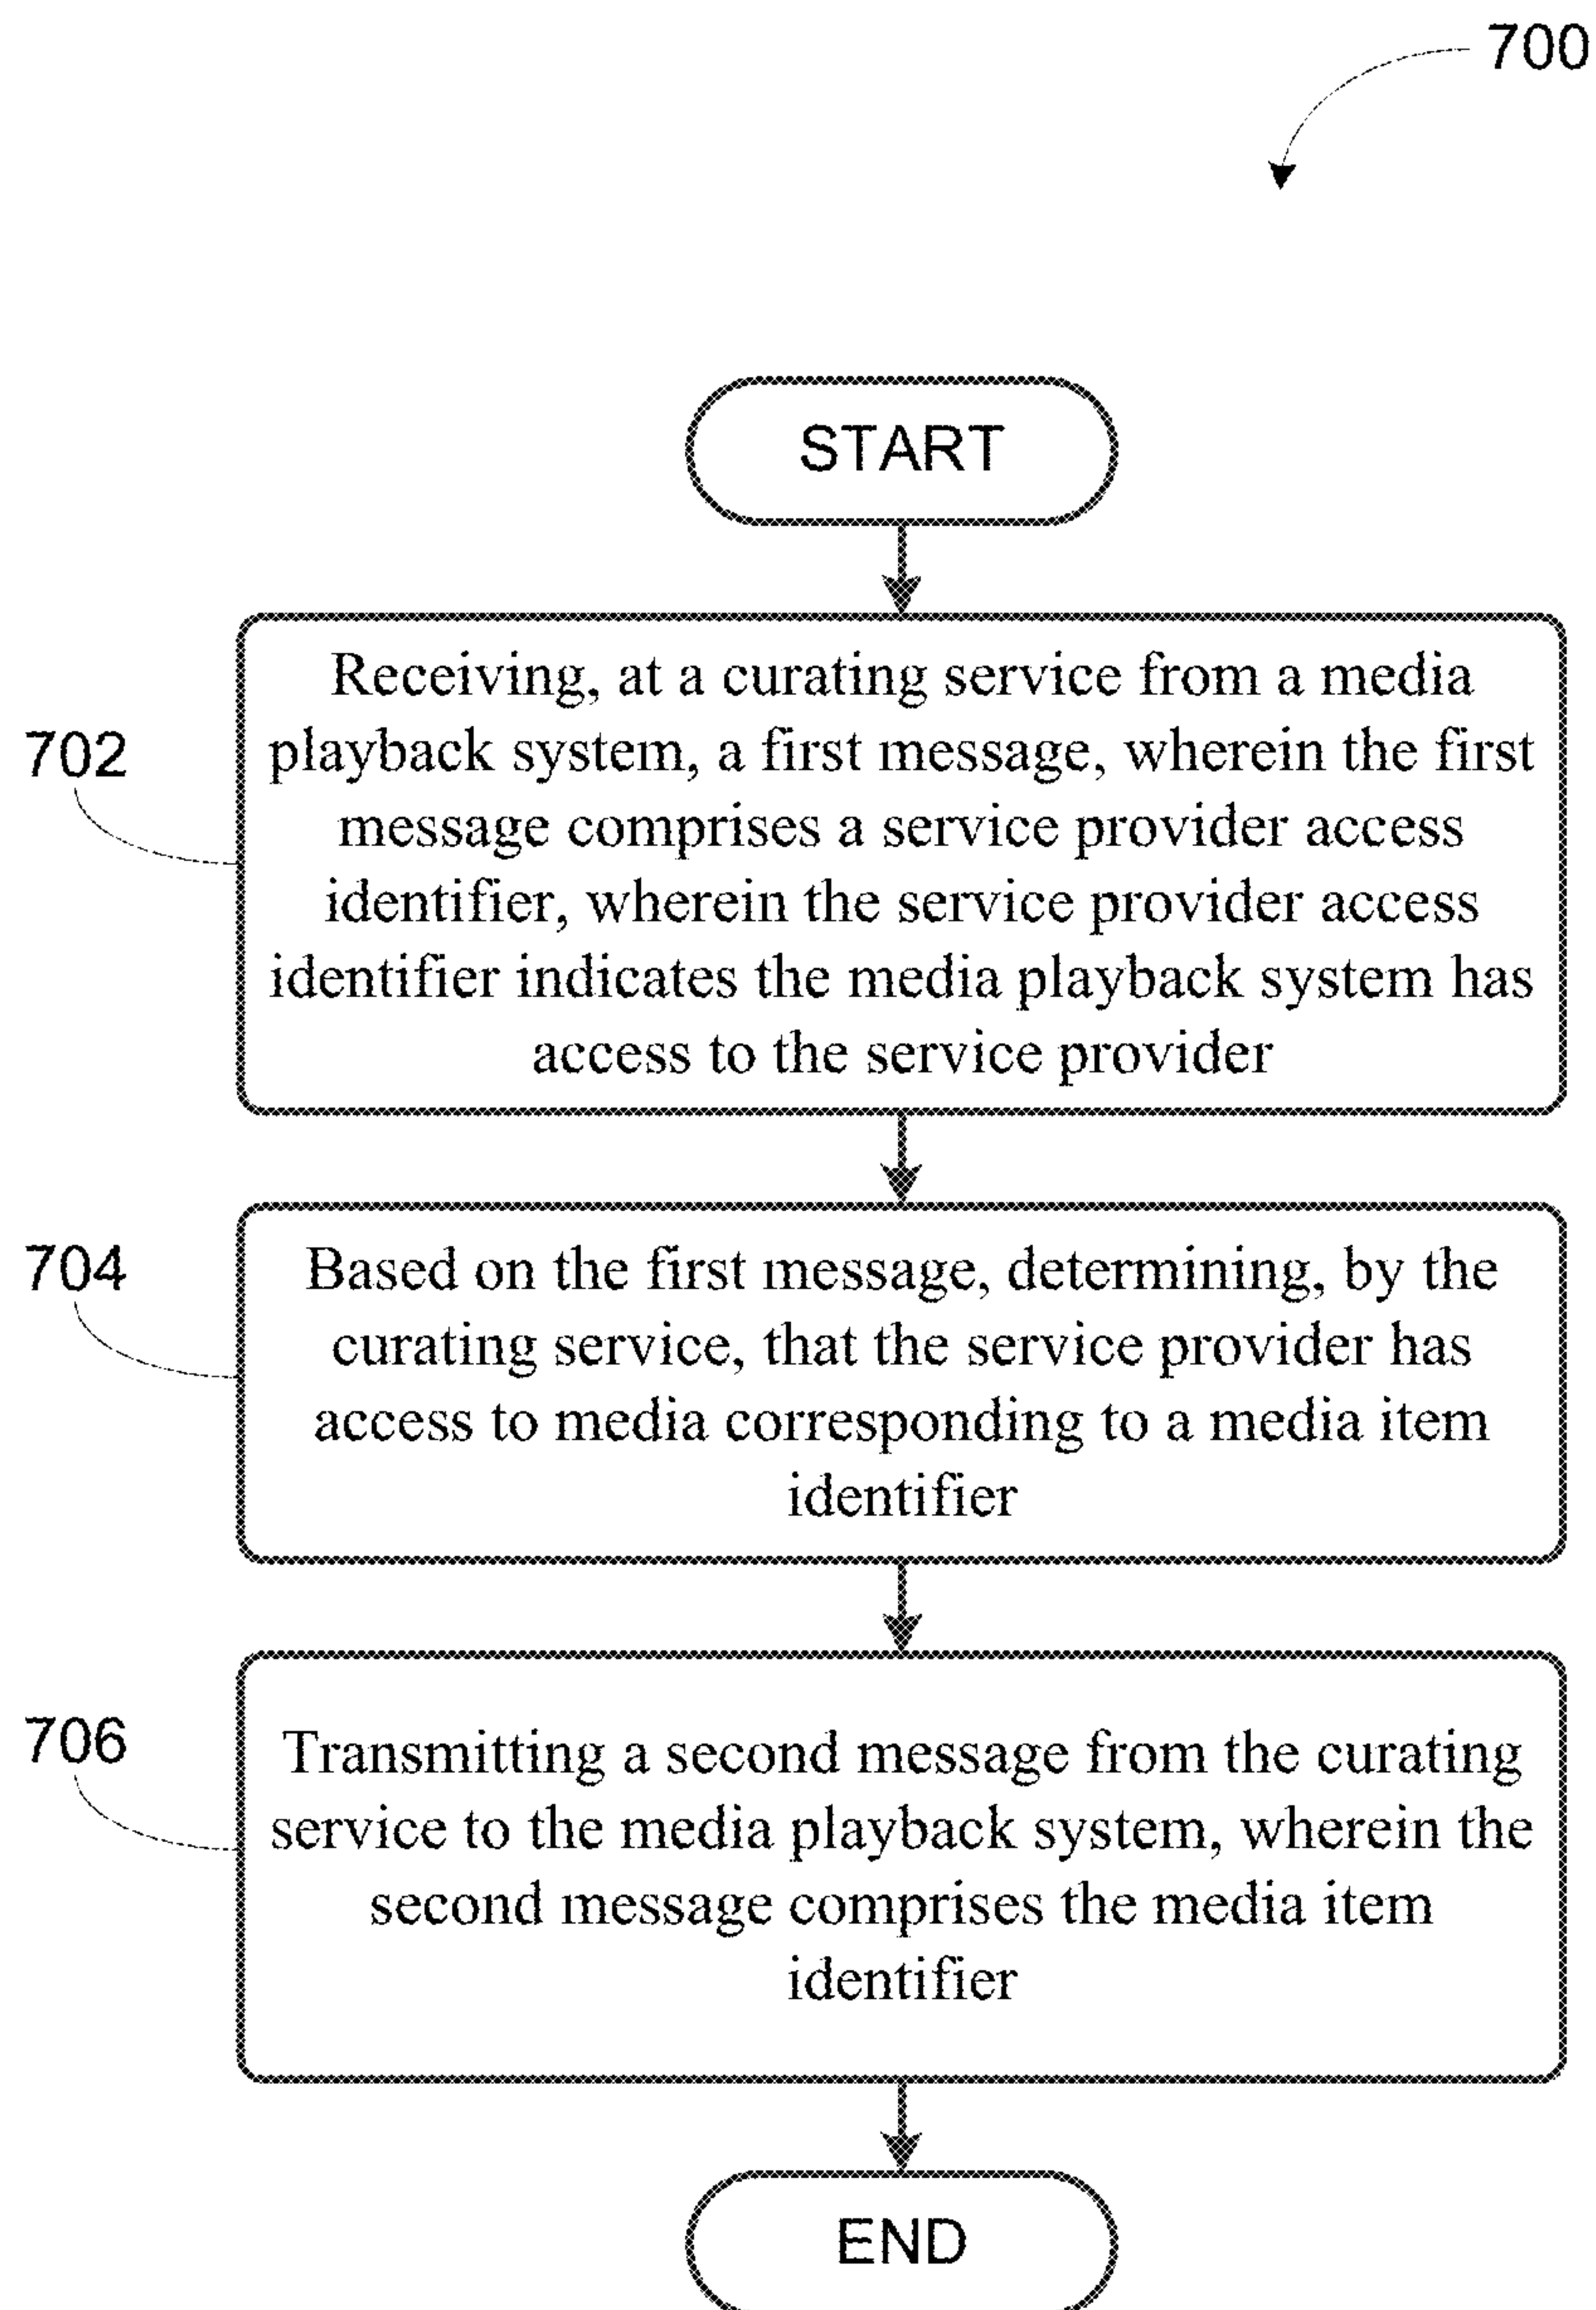 700
START
702
Receiving, at a curating service from a media
playback system, a first message, wherein the first
message comprises a service provider access
identifier, wherein the service provider access
identifier indicates the media playback system has
access to the service provider
704
Based on the first message, determining, by the
curating service, that the service provider has
access to media corresponding to a media item
identifier
706
Transmitting a second message from the curating
service to the media playback system, wherein the
second message comprises the media item
identifier
END